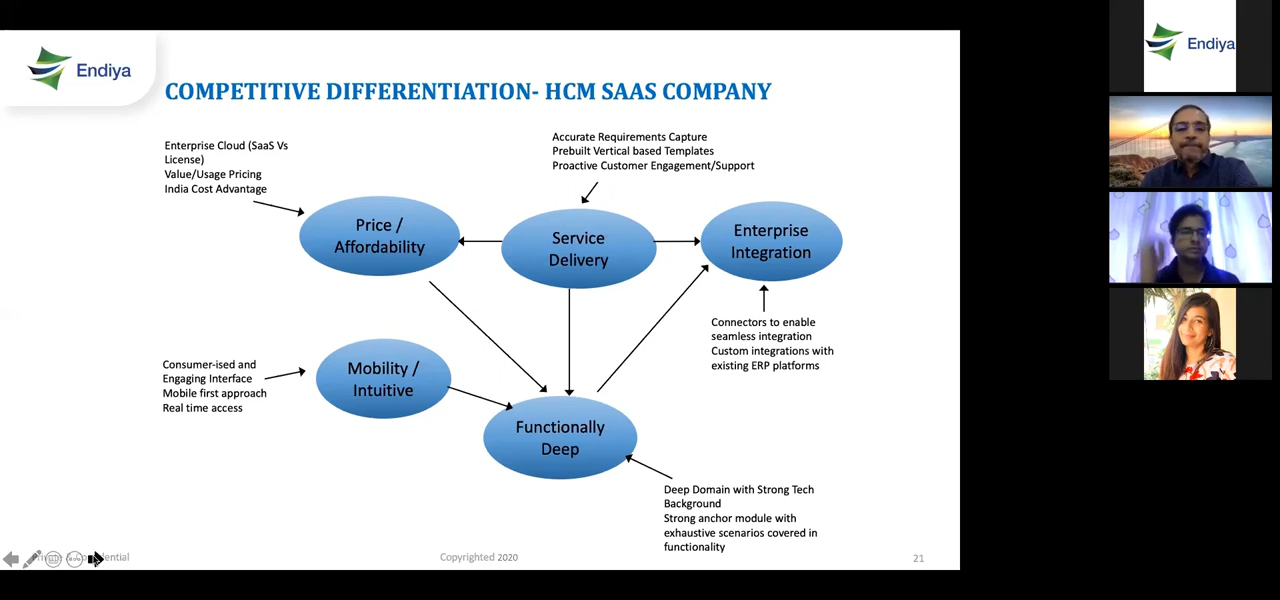 Endiya
COMPETITIVE DIFFERENTIATION- HCM SAAS COMPANY
Enterprise Cloud (SaaS Vs
License)
Value/Usage Pricing
India Cost Advantage
Accurate Requirements Capture
Prebuilt Vertical based Templates
Proactive Customer Engagement/Support
Price /
Affordability
Service
Delivery
Enterprise
Integration
Connectors to enable
seamless integration
Custom integrations with
existing ERP platforms
Consumer-ised and
Engaging Interface
Mobile first approach
Real time access
Mobility /
Intuitive
Functionally
Deep
Deep Domain with Strong Tech
Background
Strong anchor module with
exhaustive scenarios covered in
functionality
Copyrighted 2020
21
Endiya